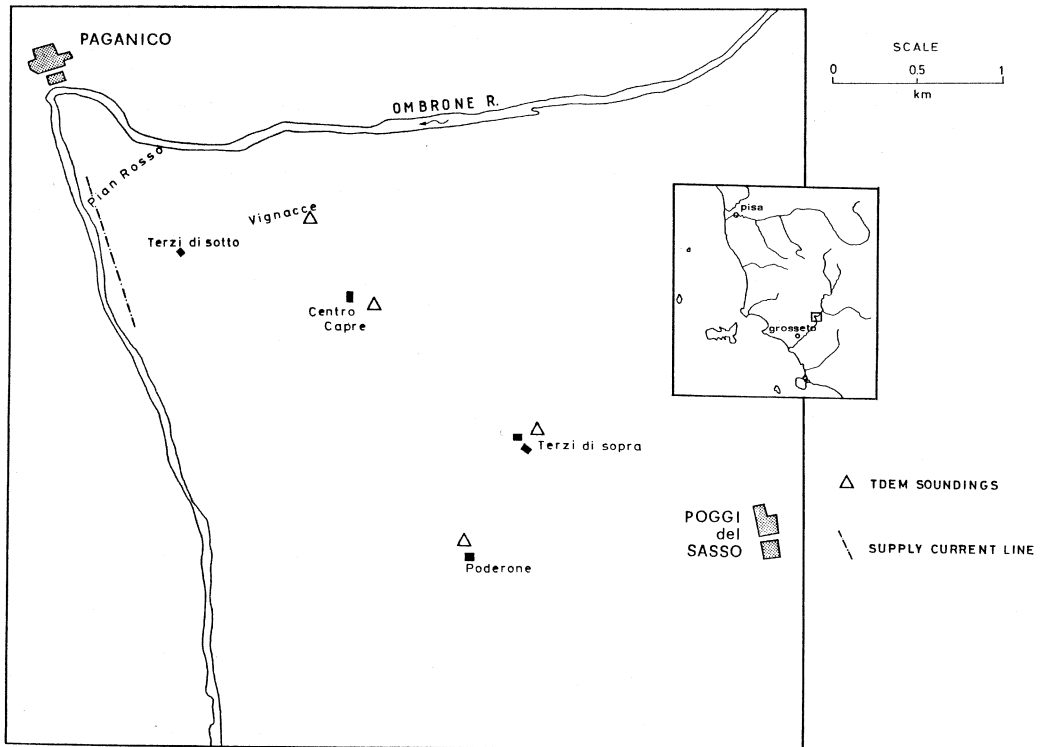 PAGANICO
SCALE
0 0.5 1
km
OMBRONE R.
Pian Rosso
pisa
Vignacce
Terzi di sotto
Centro
Capre
grosseto
Terzi di sopra
TDEM SOUNDINGS
POGGI
del
SASSO
SUPPLY CURRENT LINE
Poderone